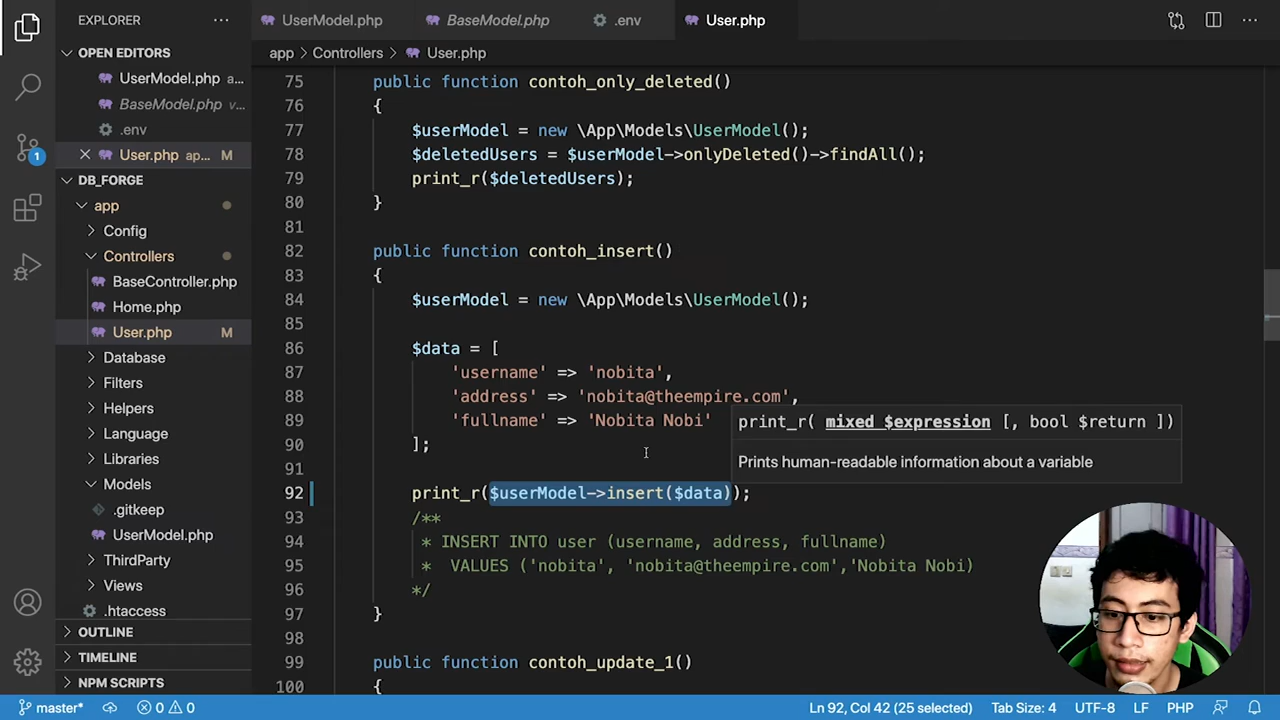 EXPLORER
OPEN EDITORS
UserModel.php a...
BaseModel.php v...
.env
User.php ap... M
DB_FORGE
app
Config
Controllers
BaseController.php
Home.php
User.php M
Database
Filters
Helpers
Language
Libraries
Models
.gitkeep
UserModel.php
ThirdParty
Views
.htaccess
OUTLINE
TIMELINE
NPM SCRIPTS
1
UserModel.php BaseModel.php .env User.php
app > Controllers > User.php
75 public function contoh_only_deleted()
76 {
77 $userModel = new \App\Models\UserModel();
78 $deletedUsers = $userModel->onlyDeleted()->findAll();
79 print_r($deletedUsers);
80 }
81
82 public function contoh_insert()
83 {
84 $userModel = new \App\Models\UserModel();
85
86 $data = [
87 'username' => 'nobita',
88 'address' => 'nobita@theempire.com',
89 'fullname' => 'Nobita Nobi'
90 ];
91
92 print_r($userModel->insert($data));
93 /**
94 * INSERT INTO user (username, address, fullname)
95 * VALUES ('nobita', 'nobita@theempire.com','Nobita Nobi)
96 */
97 }
98
99 public function contoh_update_1()
100 {
print_r( mixed $expression [, bool $return ])
Prints human-readable information about a variable
master* 0 0 Ln 92, Col 42 (25 selected) Tab Size: 4 UTF-8 LF PHP